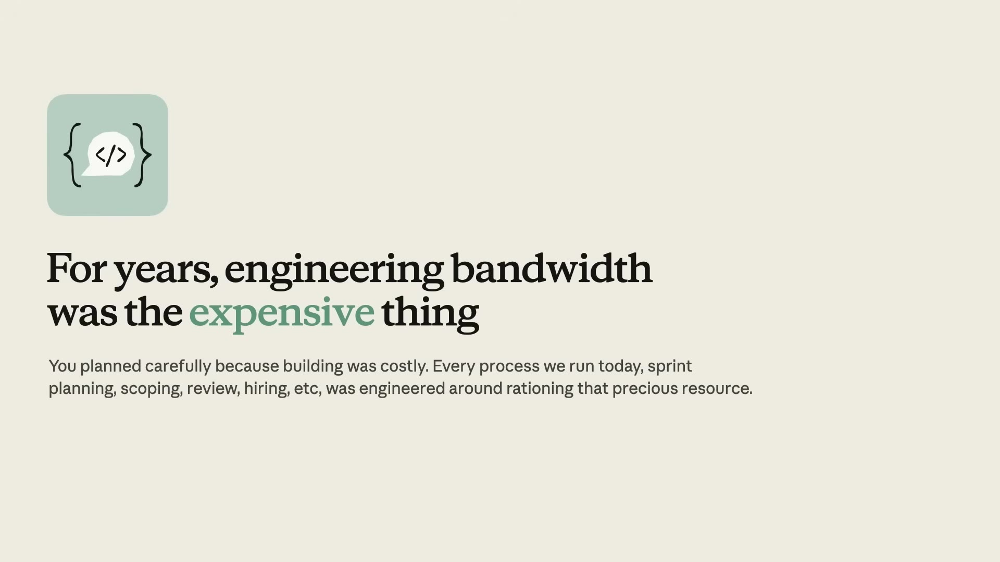 {</>}
For years, engineering bandwidth
was the expensive thing
You planned carefully because building was costly. Every process we run today, sprint
planning, scoping, review, hiring, etc, was engineered around rationing that precious resource.